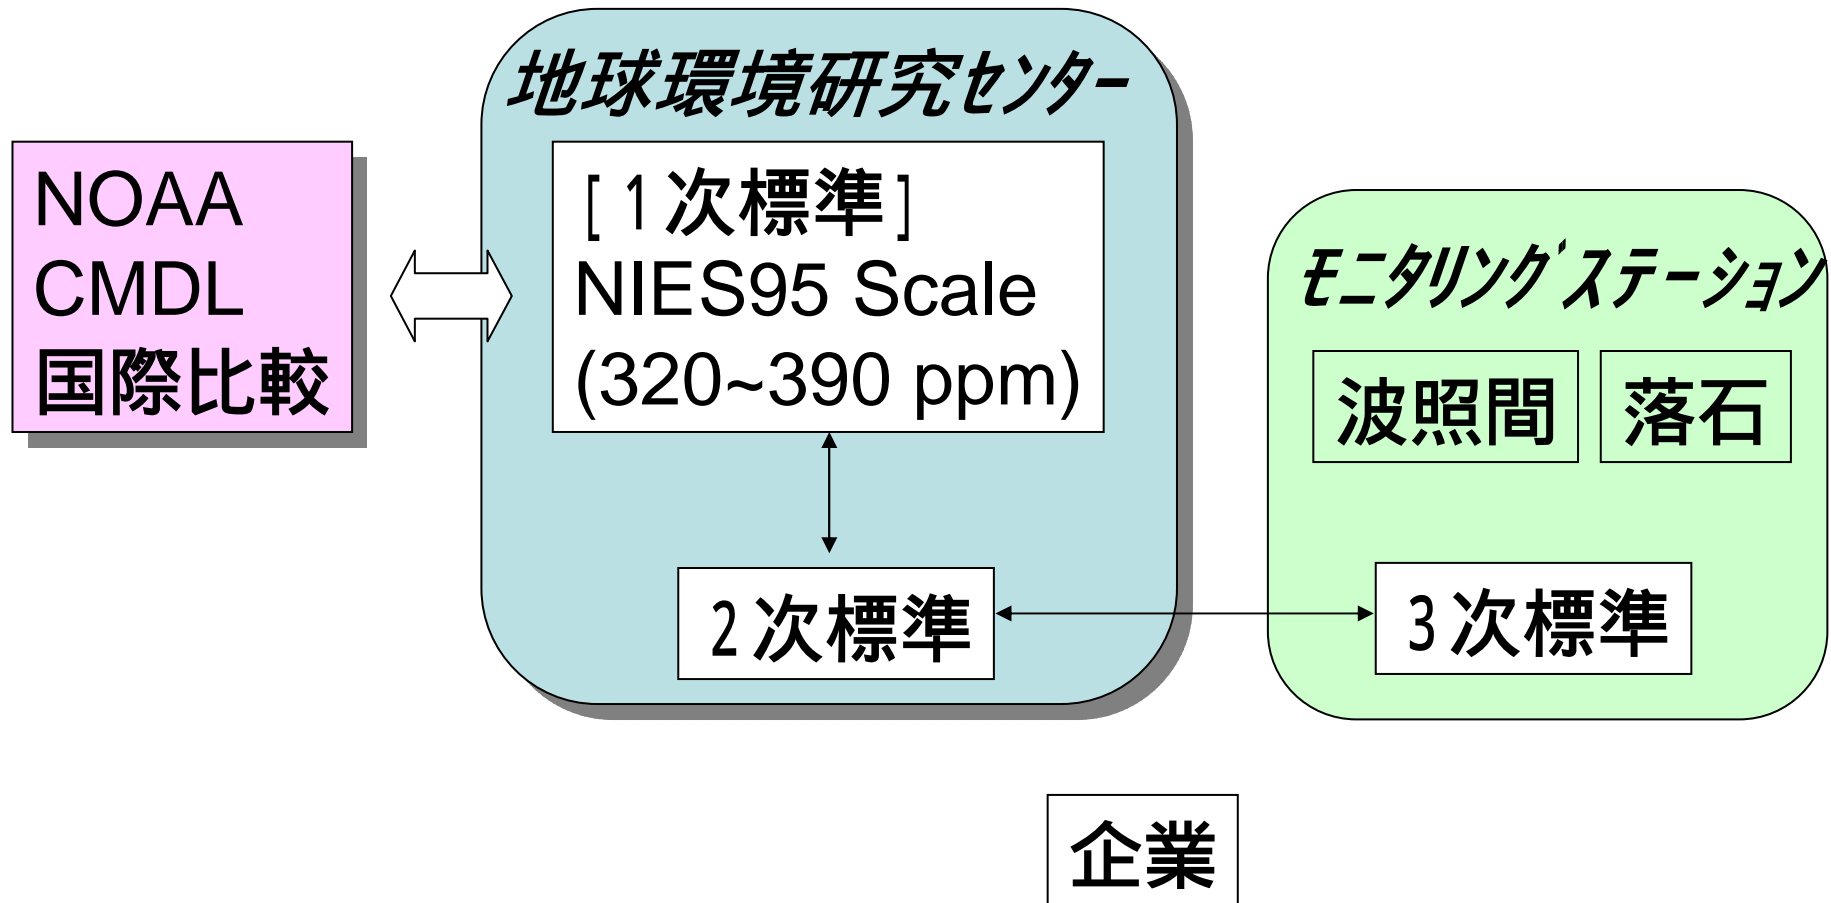 地球環境研究ｾﾝﾀｰ
NOAA
CMDL
国際比較
[１次標準]
NIES95 Scale
(320~390 ppm)
２次標準
ﾓﾆﾀﾘﾝｸﾞｽﾃｰｼｮﾝ
波照間
落石
３次標準
企業